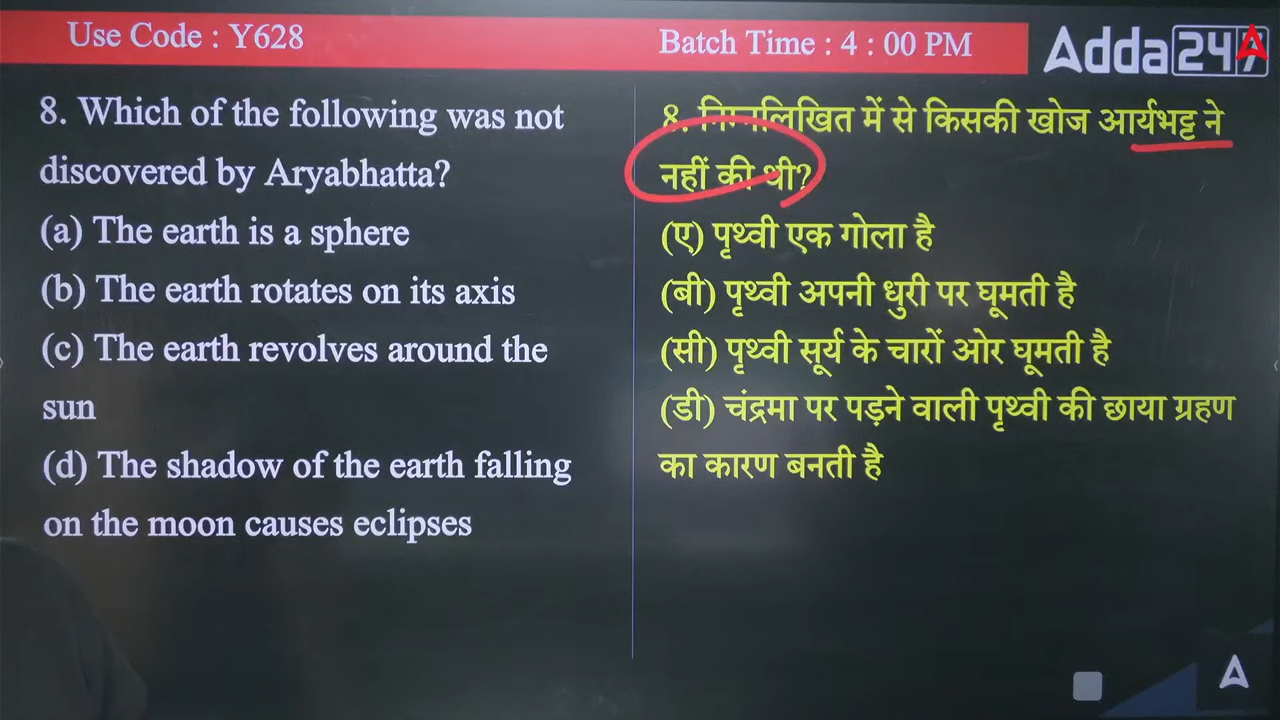 Use Code : Y628
Batch Time : 4 : 00 PM
Adda247
8. Which of the following was not
discovered by Aryabhatta?
(a) The earth is a sphere
(b) The earth rotates on its axis
(c) The earth revolves around the
sun
(d) The shadow of the earth falling
on the moon causes eclipses
8. निम्नलिखित में से किसकी खोज आर्यभट्ट ने
नहीं की थी?
(ए) पृथ्वी एक गोला है
(बी) पृथ्वी अपनी धुरी पर घूमती है
(सी) पृथ्वी सूर्य के चारों ओर घूमती है
(डी) चंद्रमा पर पड़ने वाली पृथ्वी की छाया ग्रहण
का कारण बनती है